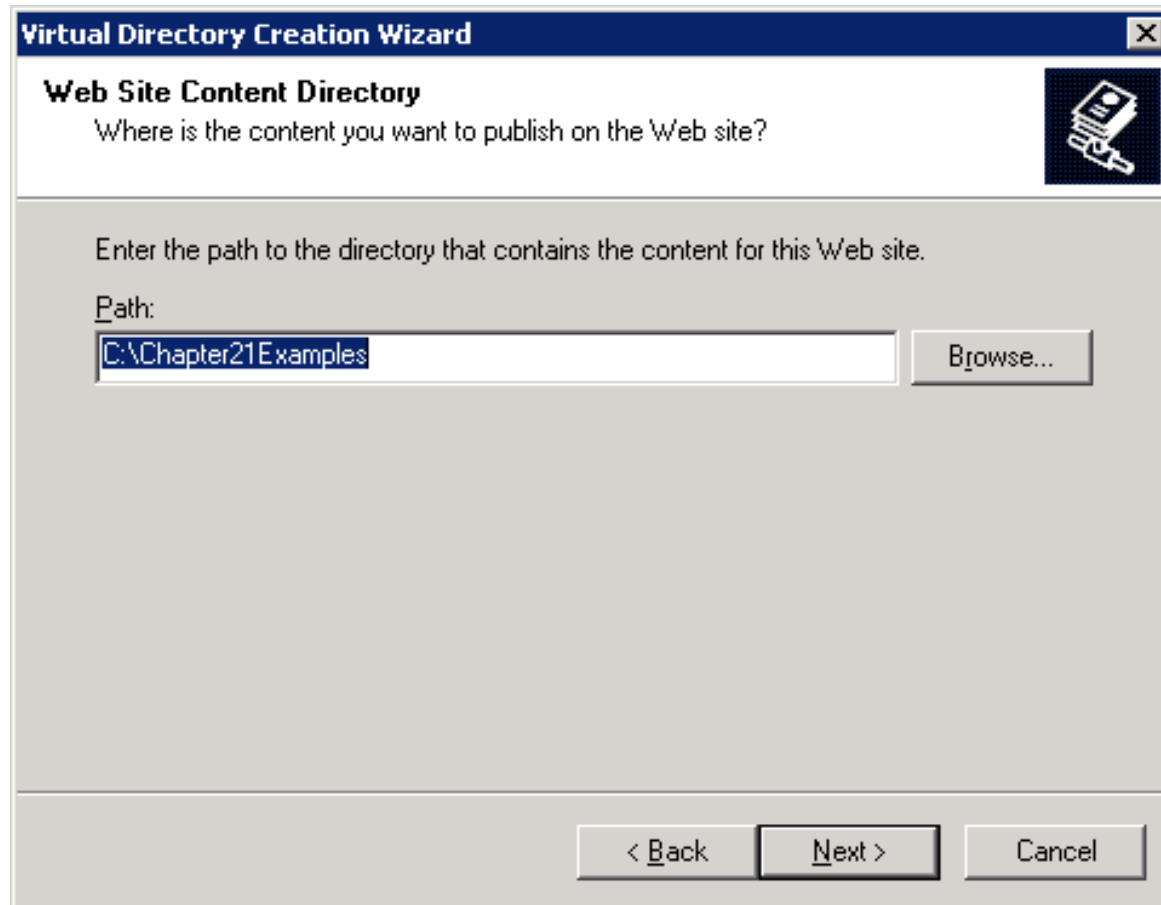 Virtual Directory Creation Wizard
Web Site Content Directory
Where is the content you want to publish on the Web site?
Enter the path to the directory that contains the content for this Web site.
Path:
C:\Chapter21Examples
Browse...
< Back
Next >
Cancel